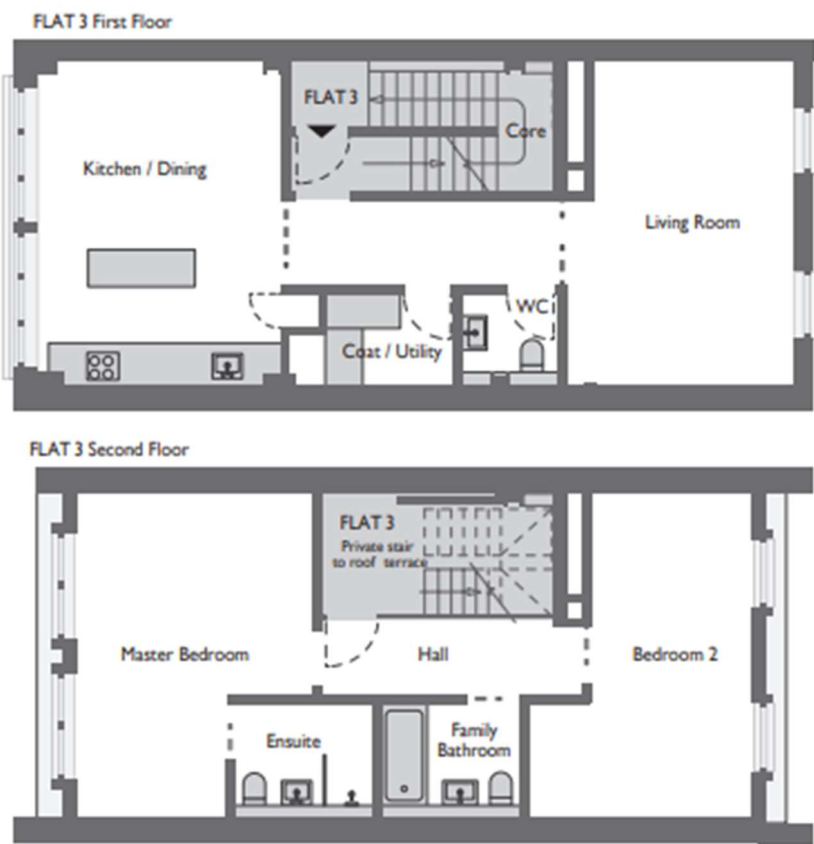 FLAT 3 First Floor
FLAT 3
Core
Kitchen / Dining
Living Room
WC
Coat / Utility
FLAT 3 Second Floor
FLAT 3
Private stair
to roof terrace
Master Bedroom
Hall
Bedroom 2
Ensuite
Family
Bathroom